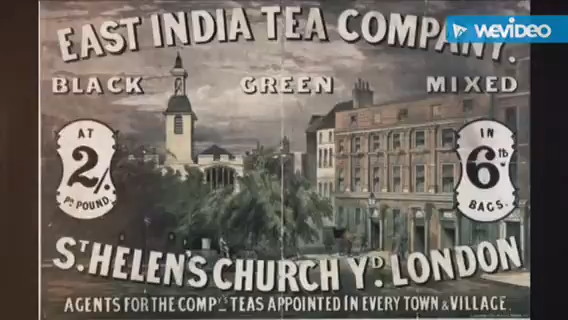 EAST INDIA TEA COMPANY.
WEVIDEO
BLACK GREEN MIXED
AT
2/.
PR POUND.
IN
6lb
BAGS.
ST HELEN'S CHURCH YD. LONDON
AGENTS FOR THE COMPYS TEAS APPOINTED IN EVERY TOWN & VILLAGE.